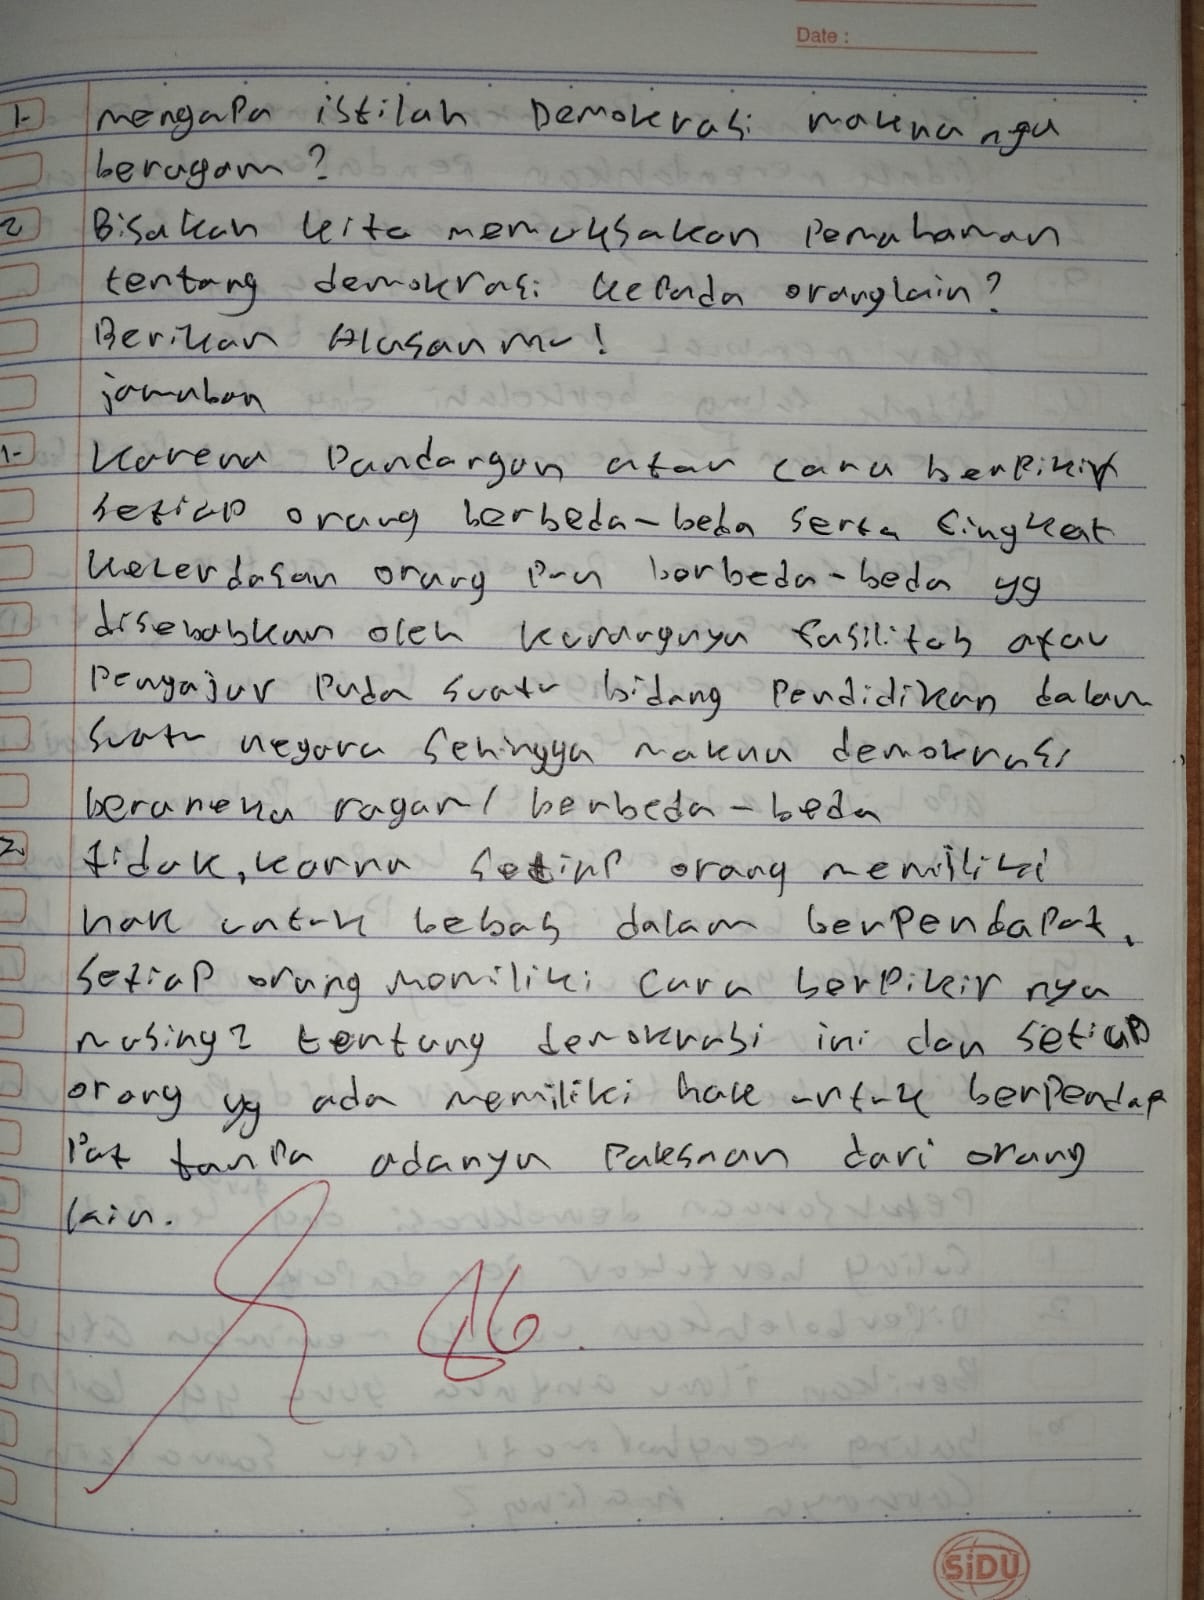 Date :
1. mengapa istilah Demokrasi makna nya
beragam?
2 Bisakah kita memaksakan pemahaman
tentang demokrasi kepada oranglain?
Berikan Alasanmu!
jawaban
1. Karena Pandangan atau cara berpikir
setiap orang berbeda-beda serta tingkat
kecerdasan orang pun berbeda-beda yg
disebabkan oleh kurangnya fasilitas atau
Pengajar pada suatu bidang Pendidikan dalam
suatu negara sehingga makna demokrasi
beraneka ragam/ berbeda-beda
2. tidak, karna setiap orang memiliki
hak untuk bebas dalam berpendapat.
setiap orang memiliki cara berpikir nya
masing2 tentang demokrasi ini dan setiap
orang yg ada memiliki hak untuk berpendap
pat tanpa adanya paksaan dari orang
lain.
86
SiDU